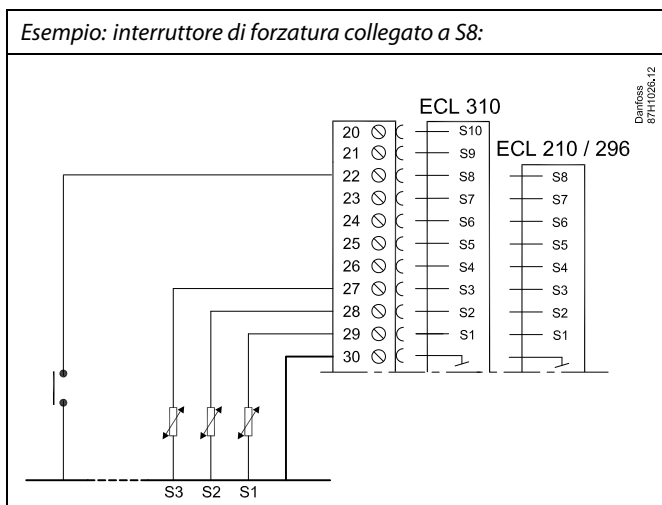 Esempio: interruttore di forzatura collegato a S8:
Danfoss
87H1026.12
ECL 310
ECL 210 / 296
20 S10
21 S9
22 S8 S8
23 S7 S7
24 S6 S6
25 S5 S5
26 S4 S4
27 S3 S3
28 S2 S2
29 S1 S1
30
S3 S2 S1